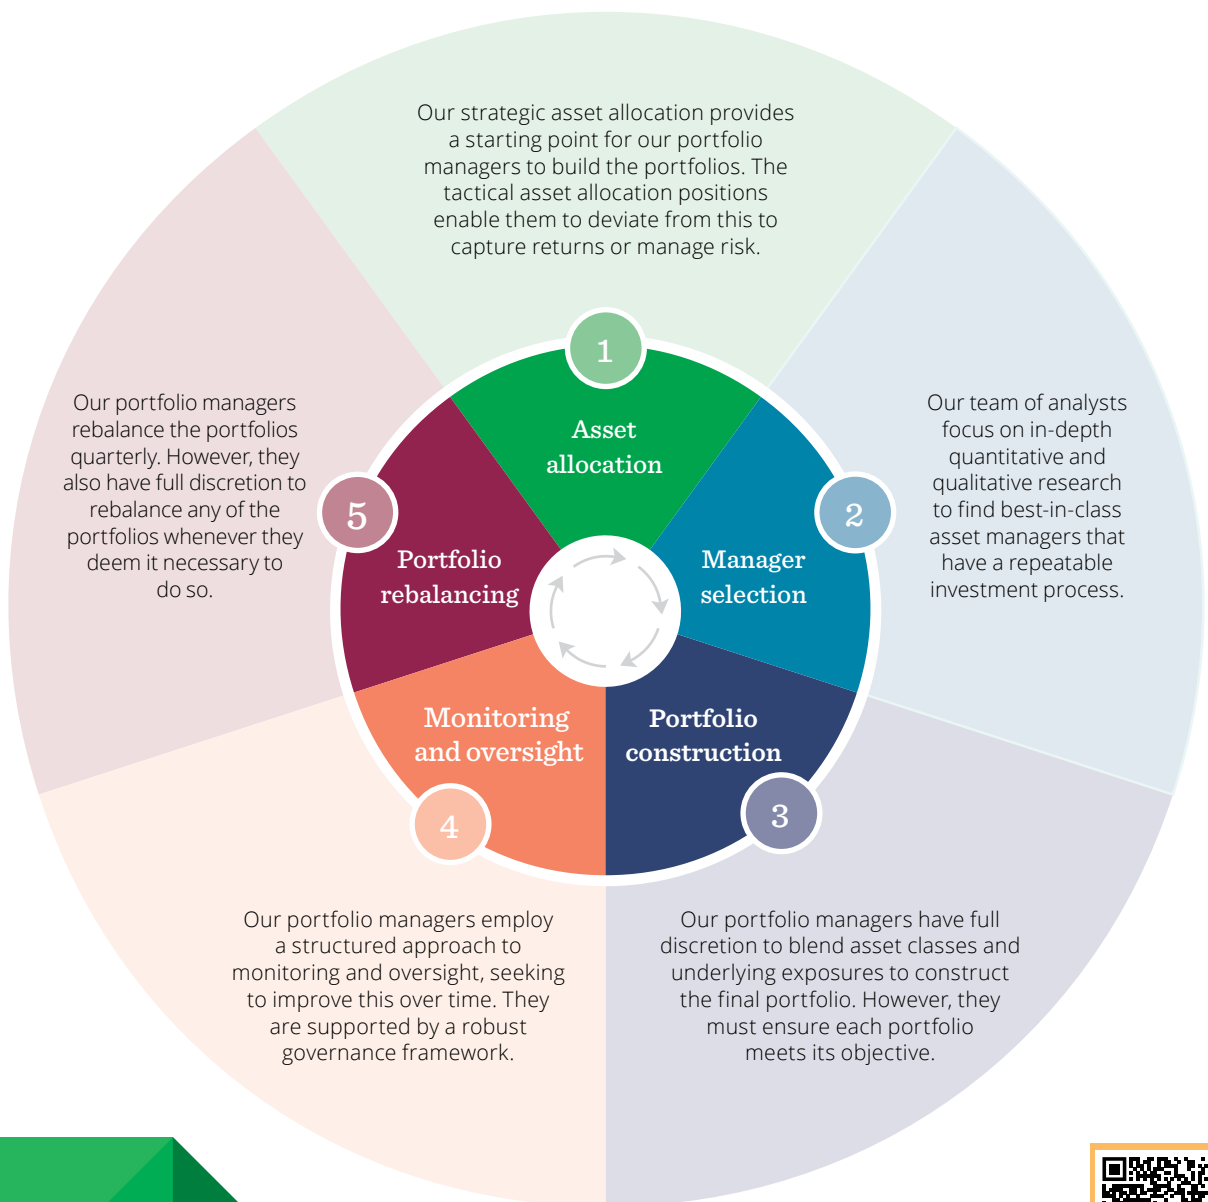 Our strategic asset allocation provides
a starting point for our portfolio
managers to build the portfolios. The
tactical asset allocation positions
enable them to deviate from this to
capture returns or manage risk.
1
Asset
allocation
Our team of analysts
focus on in-depth
quantitative and
qualitative research
to find best-in-class
asset managers that
have a repeatable
investment process.
2
Manager
selection
3
Portfolio
construction
Our portfolio managers have full
discretion to blend asset classes and
underlying exposures to construct
the final portfolio. However, they
must ensure each portfolio
meets its objective.
4
Monitoring
and oversight
Our portfolio managers employ
a structured approach to
monitoring and oversight, seeking
to improve this over time. They
are supported by a robust
governance framework.
5
Portfolio
rebalancing
Our portfolio managers
rebalance the portfolios
quarterly. However, they
also have full discretion to
rebalance any of the
portfolios whenever they
deem it necessary to
do so.